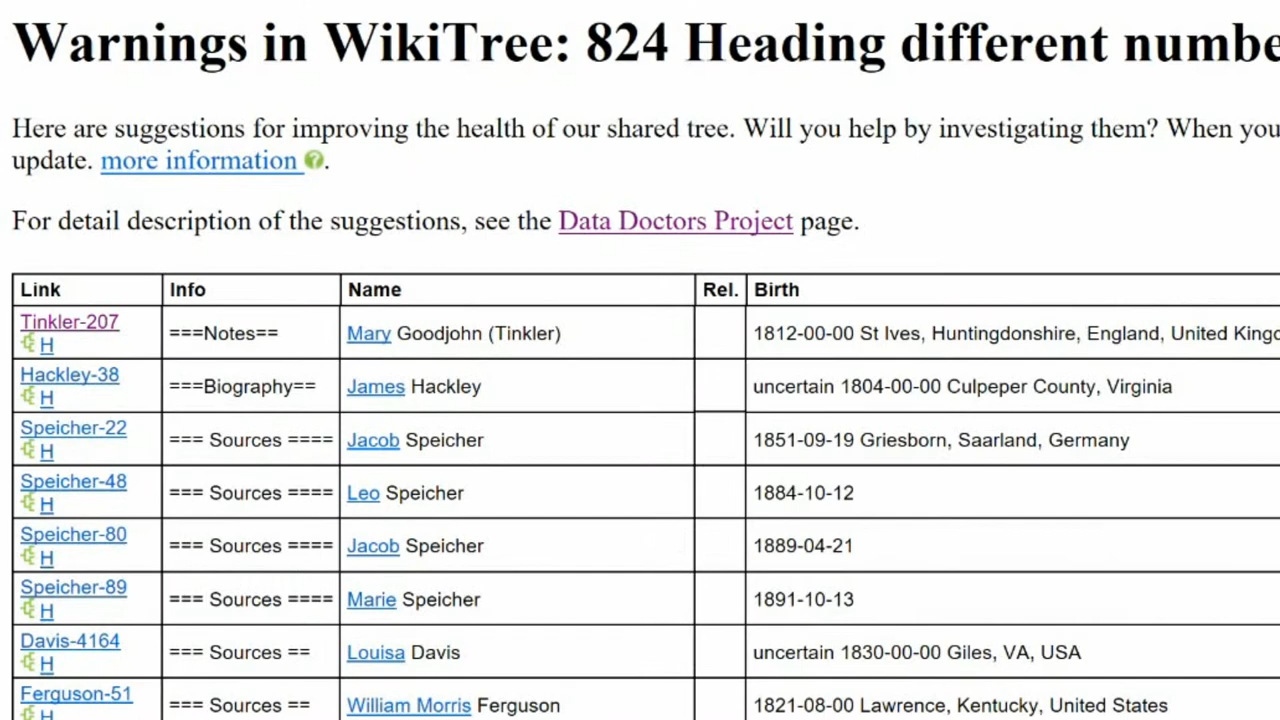 Warnings in WikiTree: 824 Heading different numbe
Here are suggestions for improving the health of our shared tree. Will you help by investigating them? When you
update. more information ?.
For detail description of the suggestions, see the Data Doctors Project page.
Link Info Name Rel. Birth
Tinkler-207 ===Notes== Mary Goodjohn (Tinkler) 1812-00-00 St Ives, Huntingdonshire, England, United Kingd
H
Hackley-38 ===Biography== James Hackley uncertain 1804-00-00 Culpeper County, Virginia
H
Speicher-22 === Sources ==== Jacob Speicher 1851-09-19 Griesborn, Saarland, Germany
H
Speicher-48 === Sources ==== Leo Speicher 1884-10-12
H
Speicher-80 === Sources ==== Jacob Speicher 1889-04-21
H
Speicher-89 === Sources ==== Marie Speicher 1891-10-13
H
Davis-4164 === Sources == Louisa Davis uncertain 1830-00-00 Giles, VA, USA
H
Ferguson-51 === Sources == William Morris Ferguson 1821-08-00 Lawrence, Kentucky, United States
H